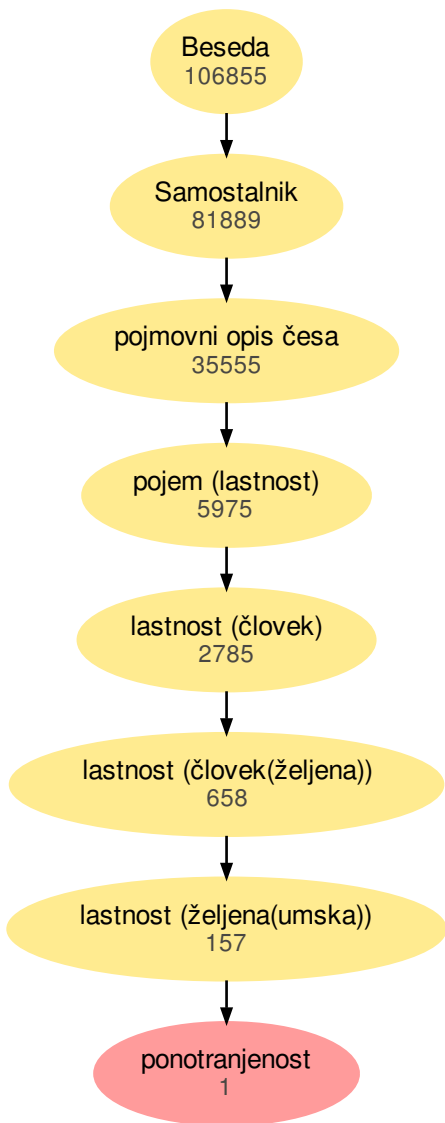 Beseda
106855
Samostalnik
81889
pojmovni opis česa
35555
pojem (lastnost)
5975
lastnost (človek)
2785
lastnost (človek(željena))
658
lastnost (željena(umska))
157
ponotranjenost
1